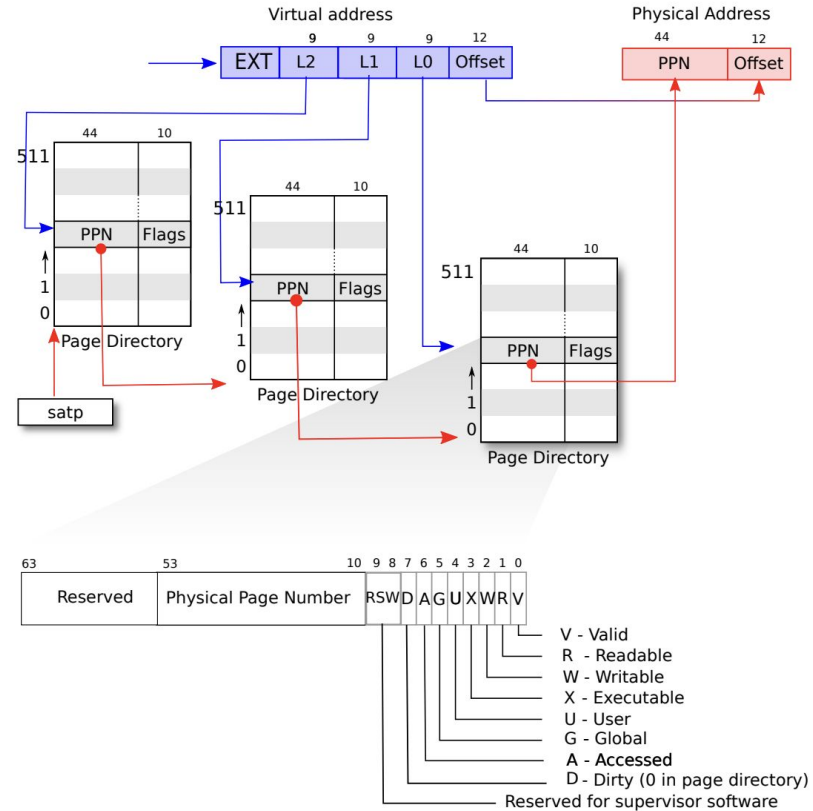 Virtual address
Physical Address
9 9 9 12
44 12
EXT L2 L1 L0 Offset
PPN Offset
44 10
511
PPN Flags
1
0
Page Directory
satp
44 10
511
PPN Flags
1
0
Page Directory
44 10
511
PPN Flags
1
0
Page Directory
63 53 10 9 8 7 6 5 4 3 2 1 0
Reserved Physical Page Number RSW D A G U X W R V
V - Valid
R - Readable
W - Writable
X - Executable
U - User
G - Global
A - Accessed
D - Dirty (0 in page directory)
Reserved for supervisor software